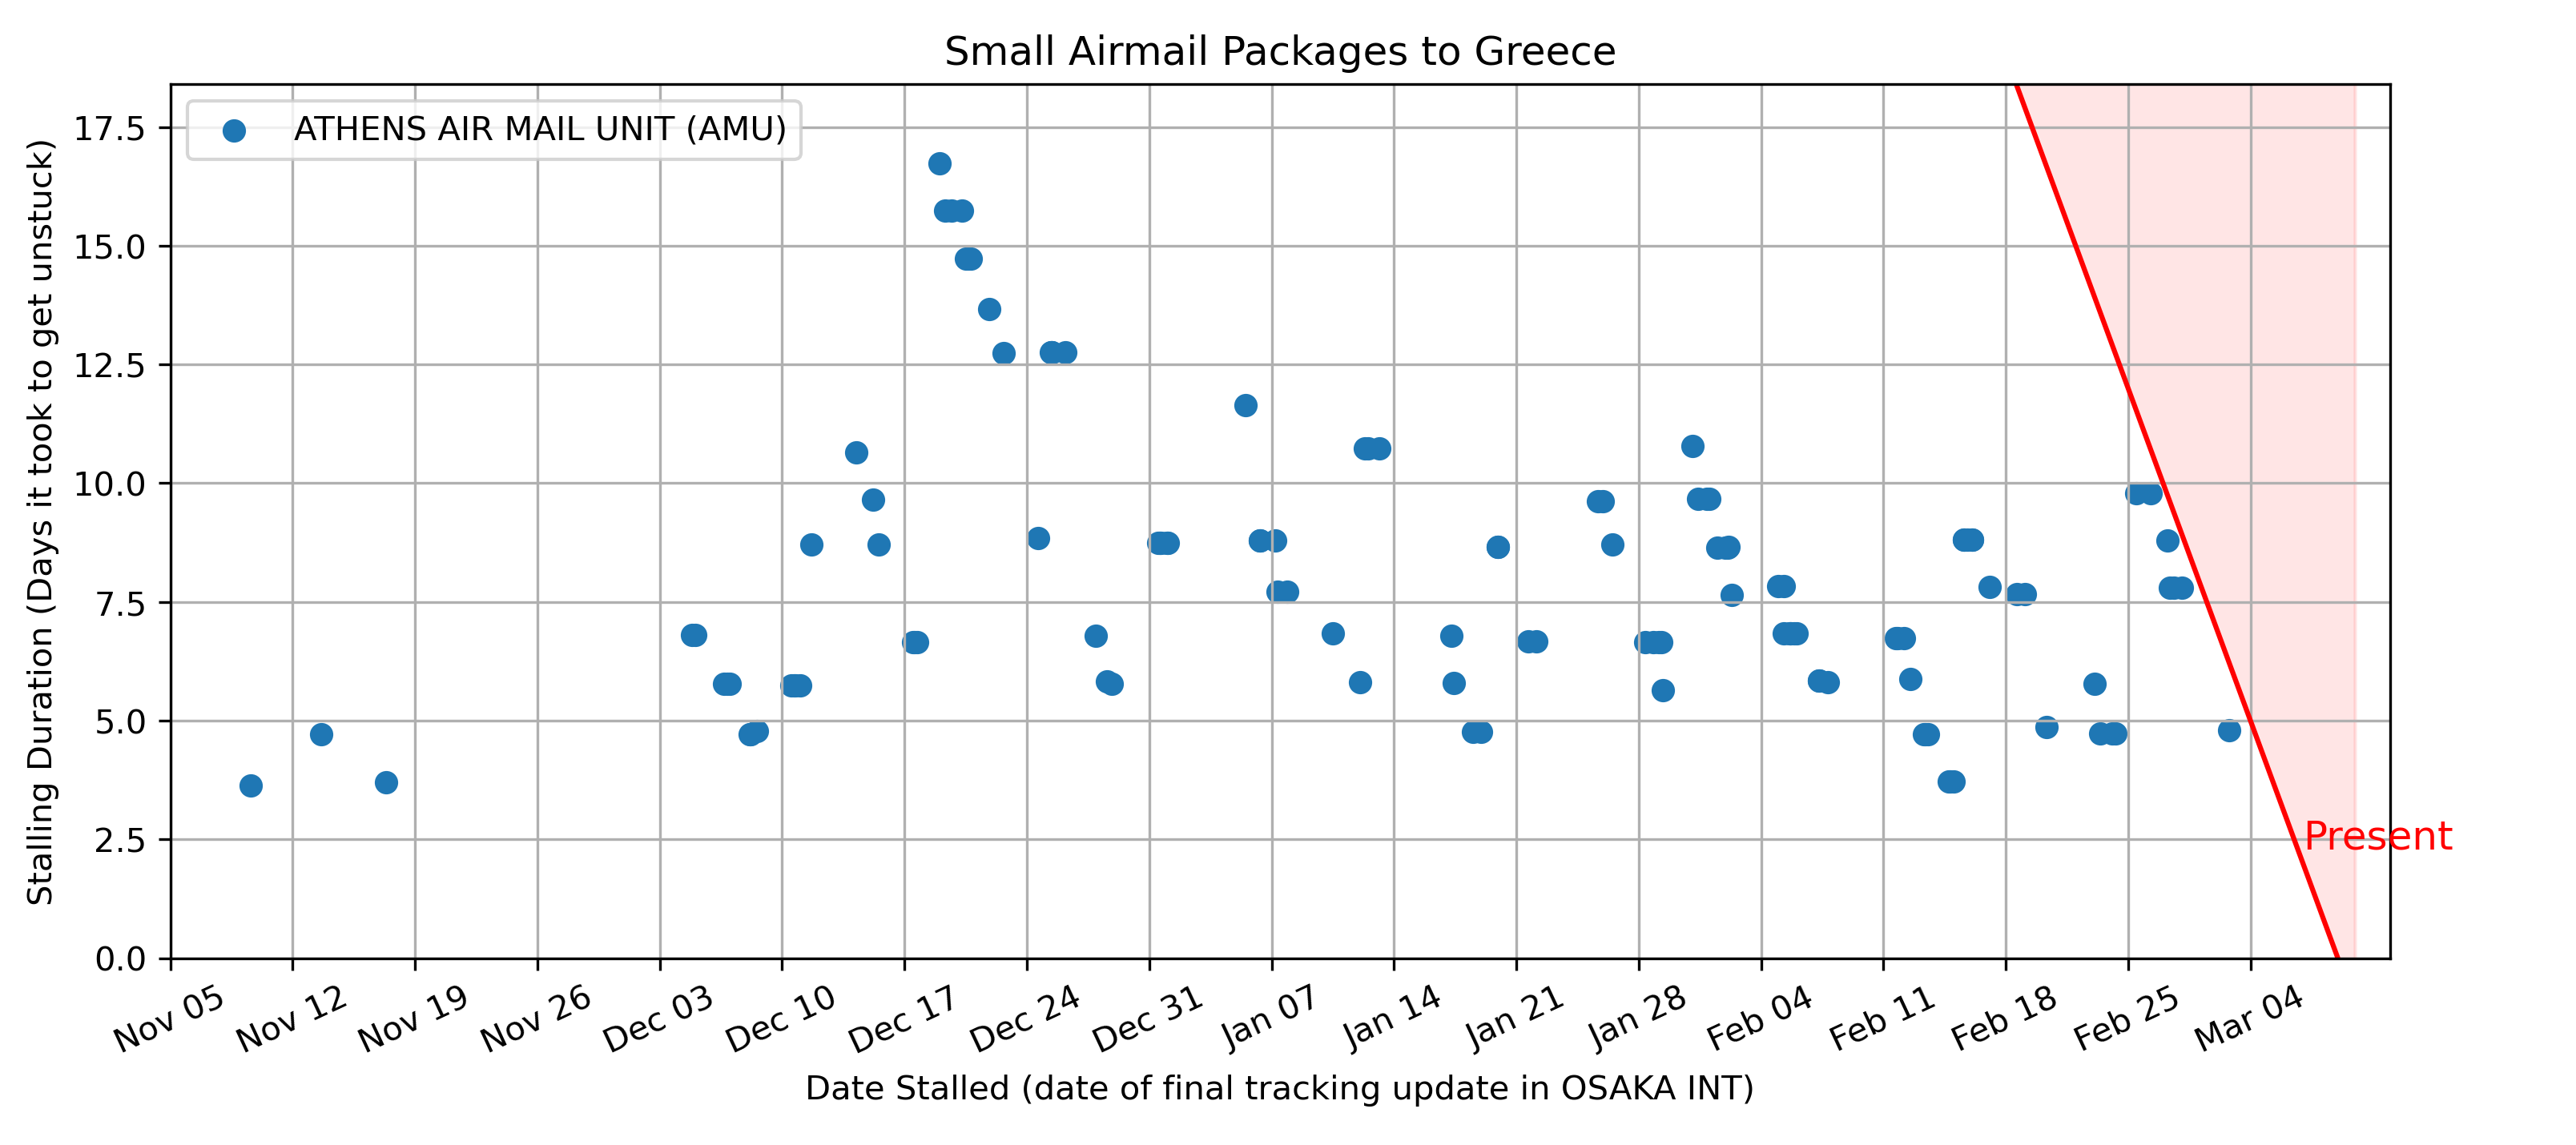 Small Airmail Packages to Greece
ATHENS AIR MAIL UNIT (AMU)
Stalling Duration (Days it took to get unstuck)
17.5
15.0
12.5
10.0
7.5
5.0
2.5
0.0
Present
Nov 05
Nov 12
Nov 19
Nov 26
Dec 03
Dec 10
Dec 17
Dec 24
Dec 31
Jan 07
Jan 14
Jan 21
Jan 28
Feb 04
Feb 11
Feb 18
Feb 25
Mar 04
Date Stalled (date of final tracking update in OSAKA INT)